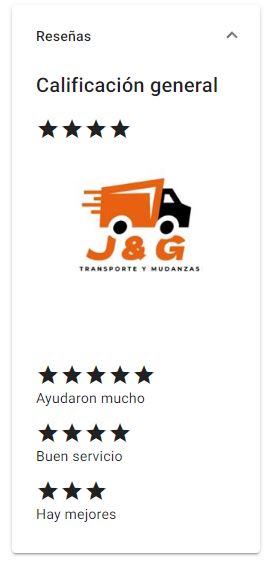 Reseñas
Calificación general
J&G
TRANSPORTE Y MUDANZAS
Ayudaron mucho
Buen servicio
Hay mejores